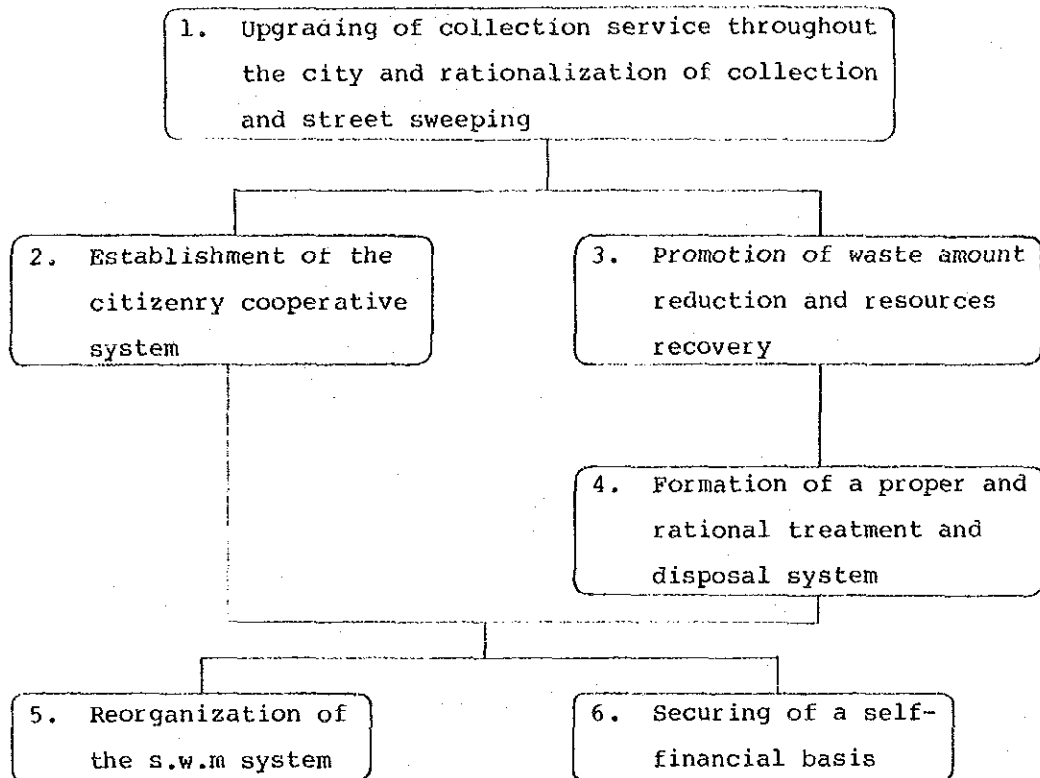 1. Upgrading of collection service throughout
the city and rationalization of collection
and street sweeping
2. Establishment of the
citizenry cooperative
system
3. Promotion of waste amount
reduction and resources
recovery
4. Formation of a proper and
rational treatment and
disposal system
5. Reorganization of
the s.w.m system
6. Securing of a self-
financial basis